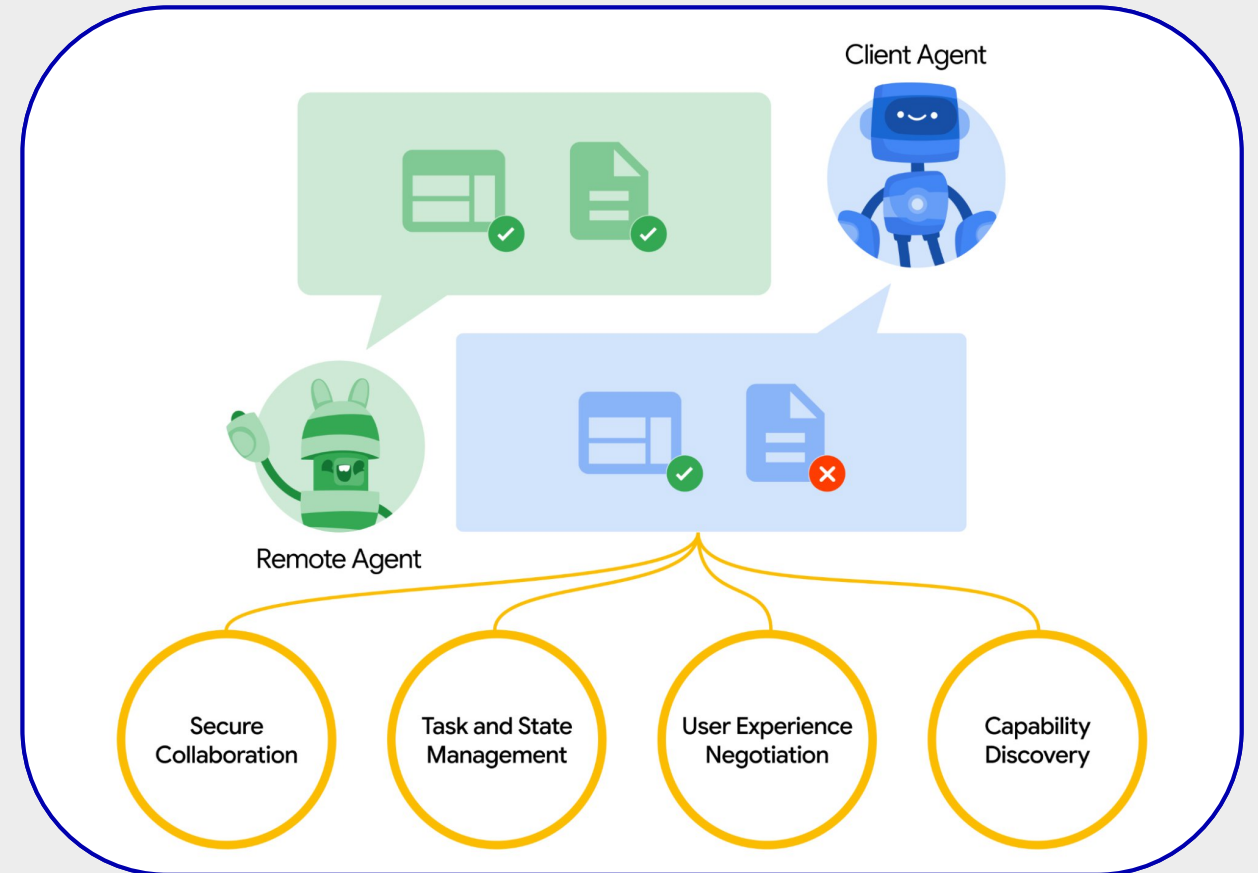 Client Agent
Remote Agent
Secure
Collaboration
Task and State
Management
User Experience
Negotiation
Capability
Discovery